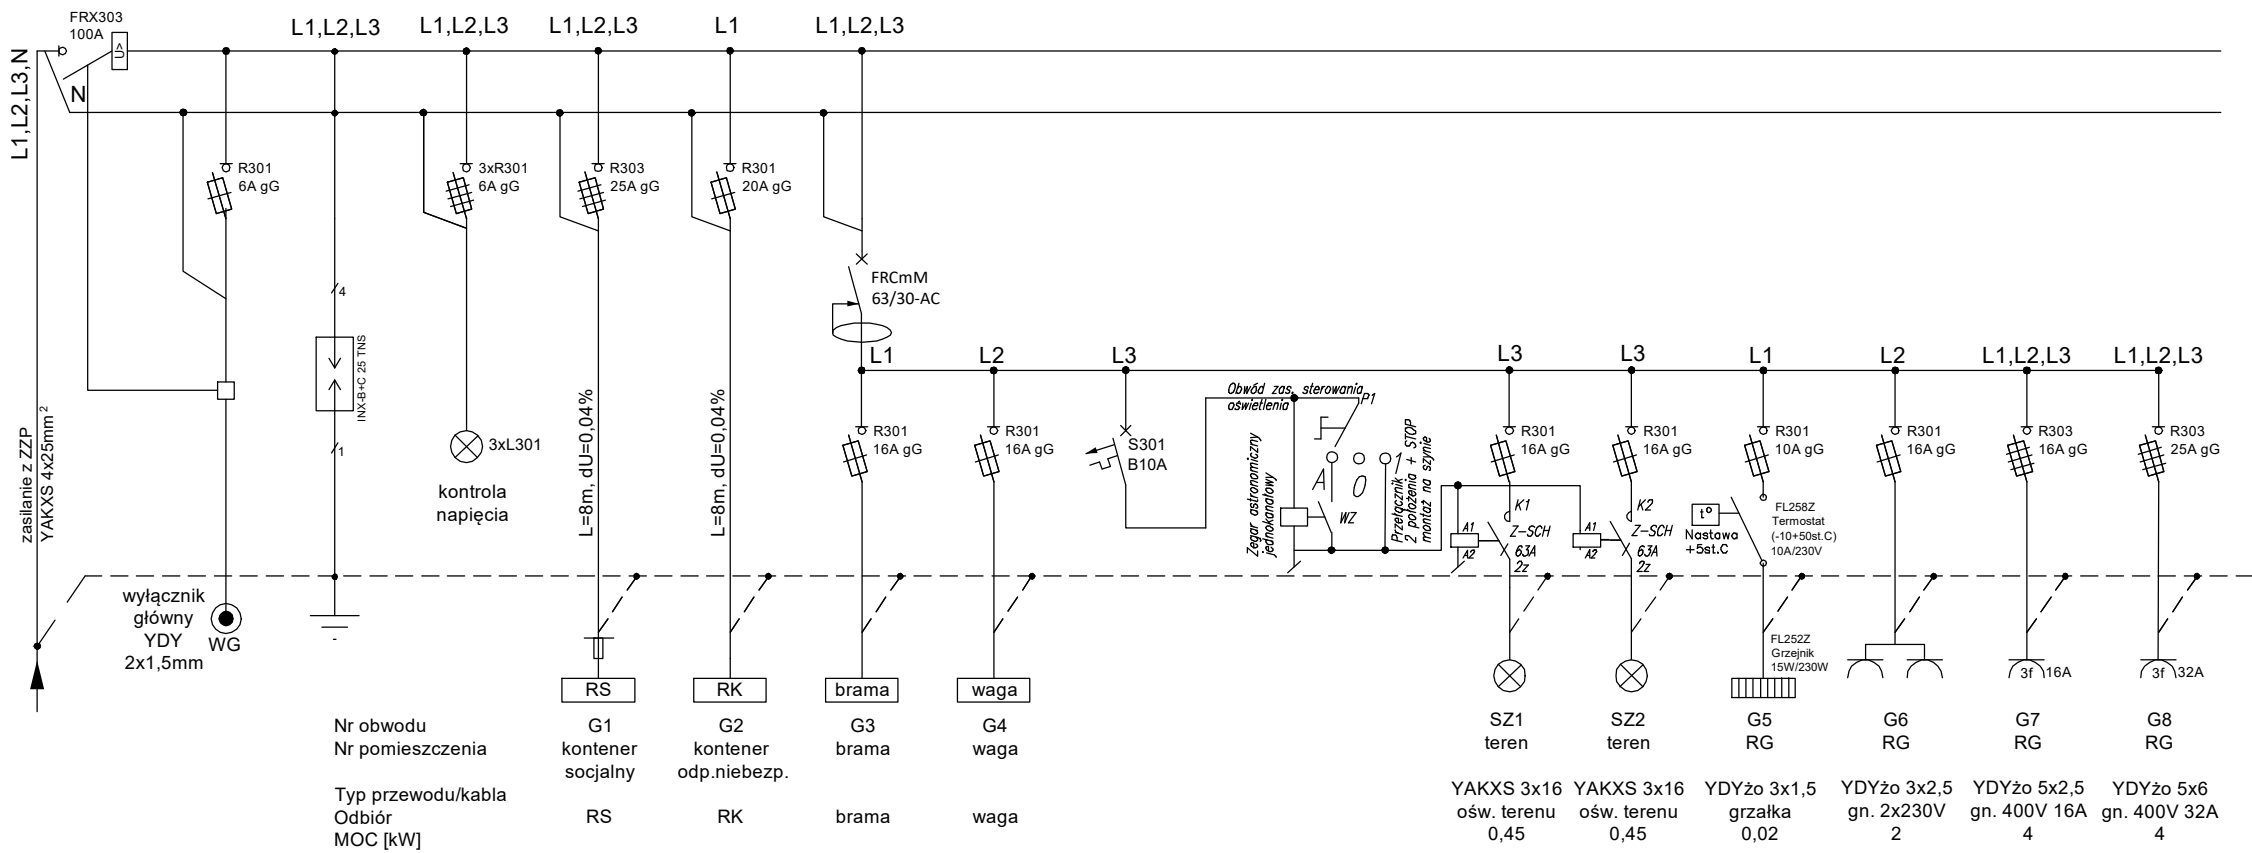 FRX303
100A
U>
L1,L2,L3
L1,L2,L3
L1,L2,L3
L1
L1,L2,L3
L1,L2,L3,N
N
R301
6A gG
3xR301
6A gG
R303
25A gG
R301
20A gG
FRCmM
63/30-AC
4
INX-B+C 25 TNS
1
3xL301
kontrola
napięcia
L=8m, dU=0,04%
L=8m, dU=0,04%
zasilanie z ZZP
YAKXS 4x25mm²
L1
L2
L3
L3
L3
L1
L2
L1,L2,L3
L1,L2,L3
R301
16A gG
R301
16A gG
S301
B10A
Obwód zas. sterowania
oświetlenia
P1
Zegar astronomiczny
jednokanałowy
A
0
1
WZ
Przełącznik
2 położenia + STOP
montaż na szynie
R301
16A gG
K1
Z-SCH
63A
2z
A1
A2
R301
16A gG
K2
Z-SCH
63A
2z
A1
A2
R301
10A gG
t°
Nastawa
+5st.C
FL258Z
Termostat
(-10+50st.C)
10A/230V
R301
16A gG
R303
16A gG
R303
25A gG
wyłącznik
główny
YDY
2x1,5mm
WG
FL252Z
Grzejnik
15W/230W
3f
16A
3f
32A
RS
RK
brama
waga
Nr obwodu
G1
G2
G3
G4
SZ1
SZ2
G5
G6
G7
G8
Nr pomieszczenia
kontener
socjalny
kontener
odp.niebezp.
brama
waga
teren
teren
RG
RG
RG
RG
Typ przewodu/kabla
YAKXS 3x16
YAKXS 3x16
YDYżo 3x1,5
YDYżo 3x2,5
YDYżo 5x2,5
YDYżo 5x6
Odbiór
RS
RK
brama
waga
ośw. terenu
ośw. terenu
grzałka
gn. 2x230V
gn. 400V 16A
gn. 400V 32A
MOC [kW]
0,45
0,45
0,02
2
4
4